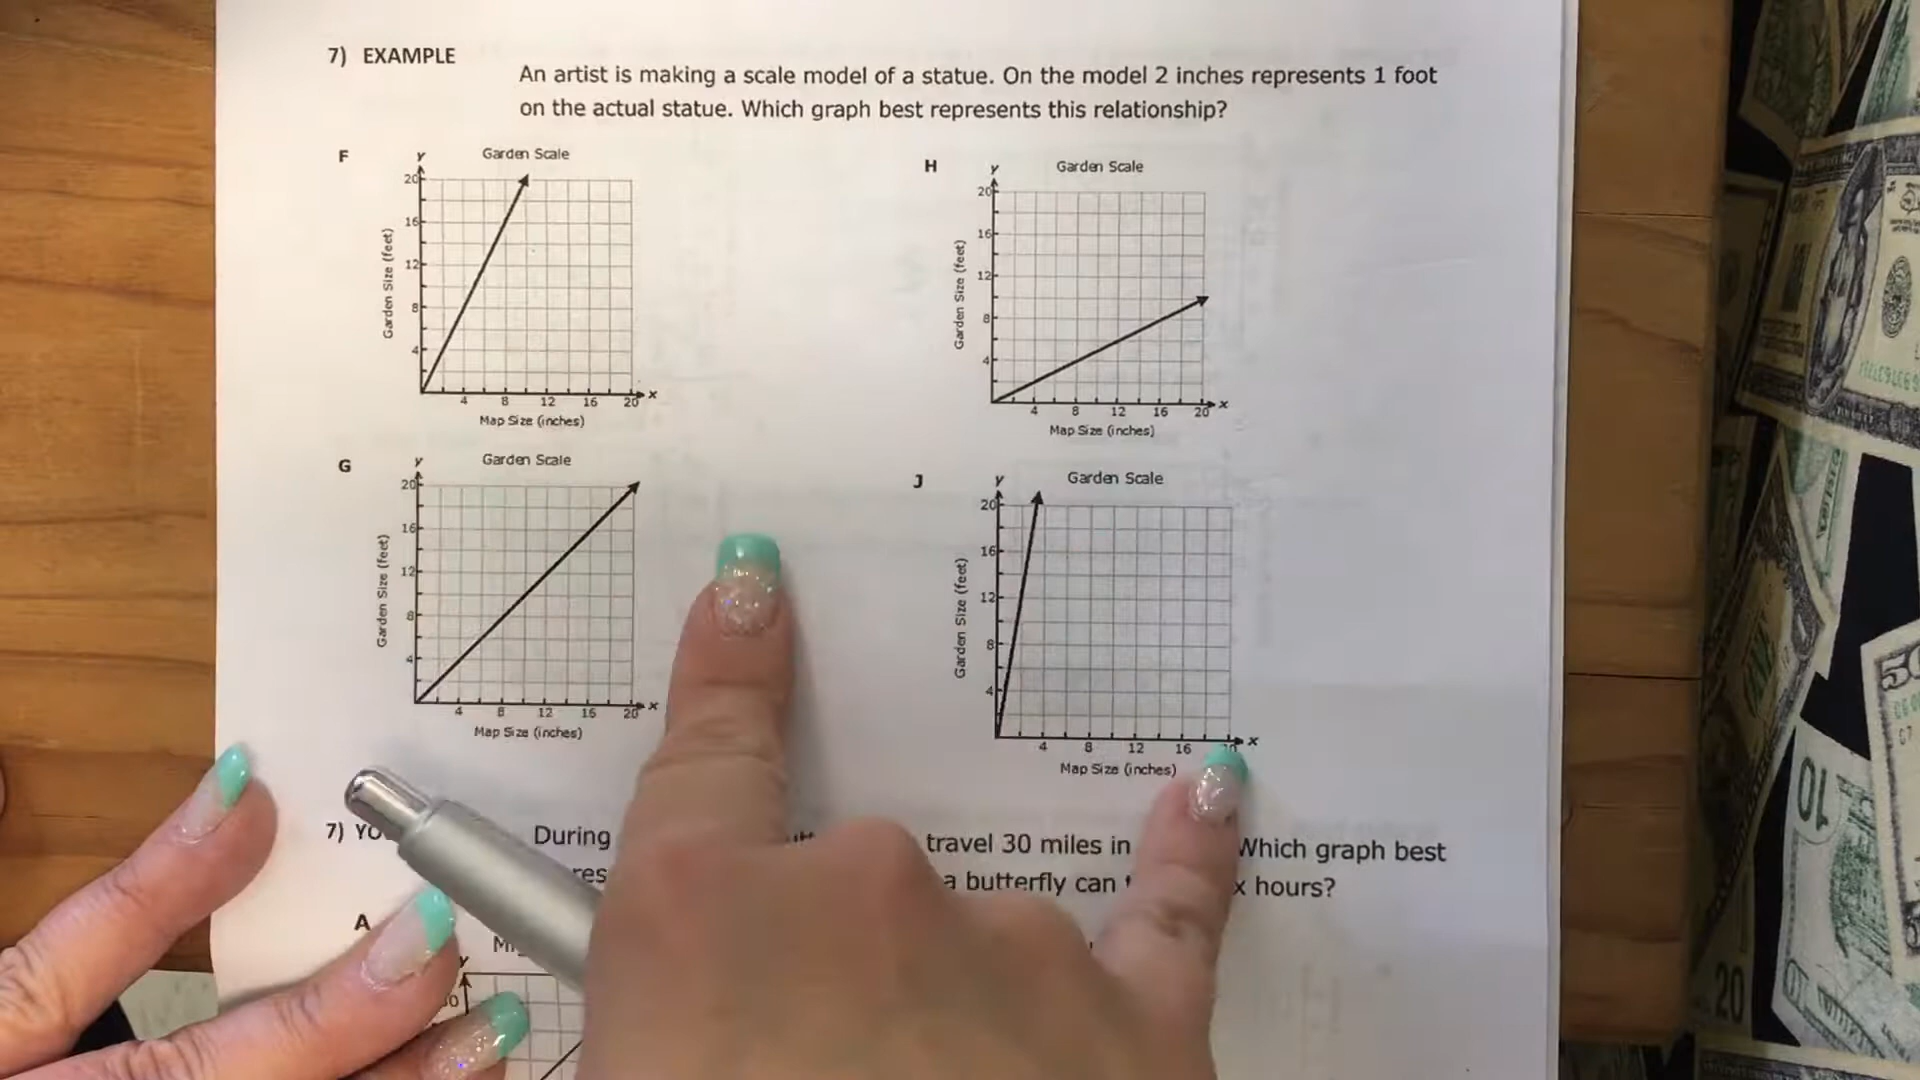 7) EXAMPLE
An artist is making a scale model of a statue. On the model 2 inches represents 1 foot
on the actual statue. Which graph best represents this relationship?
F
y
Garden Scale
20
16
12
8
4
Garden Size (feet)
4 8 12 16 20 x
Map Size (inches)
H
y
Garden Scale
20
16
12
8
4
Garden Size (feet)
4 8 12 16 20 x
Map Size (inches)
G
y
Garden Scale
20
16
12
8
4
Garden Size (feet)
4 8 12 16 20 x
Map Size (inches)
J
y
Garden Scale
20
16
12
8
4
Garden Size (feet)
4 8 12 16 x
Map Size (inches)
7)
During travel 30 miles in Which graph best
a butterfly can x hours?
A
y
20
10